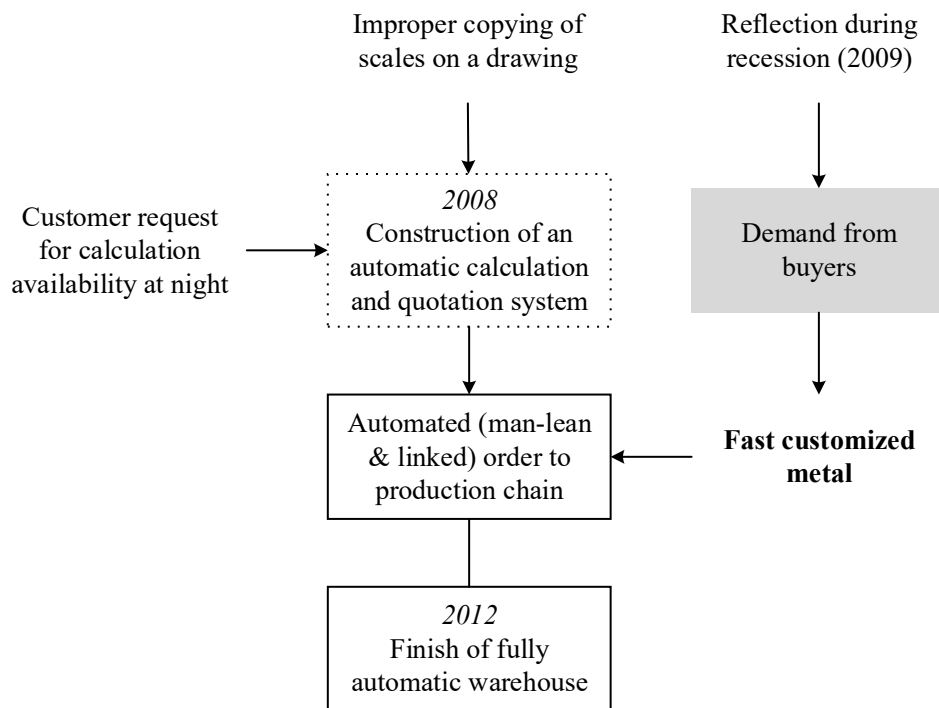 Improper copying of
scales on a drawing
Reflection during
recession (2009)
Customer request
for calculation
availability at night
2008
Construction of an
automatic calculation
and quotation system
Demand from
buyers
Automated (man-lean
& linked) order to
production chain
Fast customized
metal
2012
Finish of fully
automatic warehouse